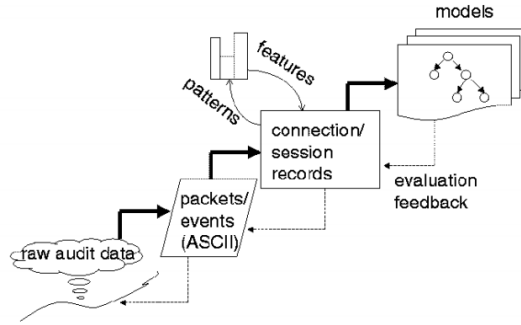 models
features
patterns
connection/
session
records
evaluation
feedback
packets/
events
(ASCII)
raw audit data